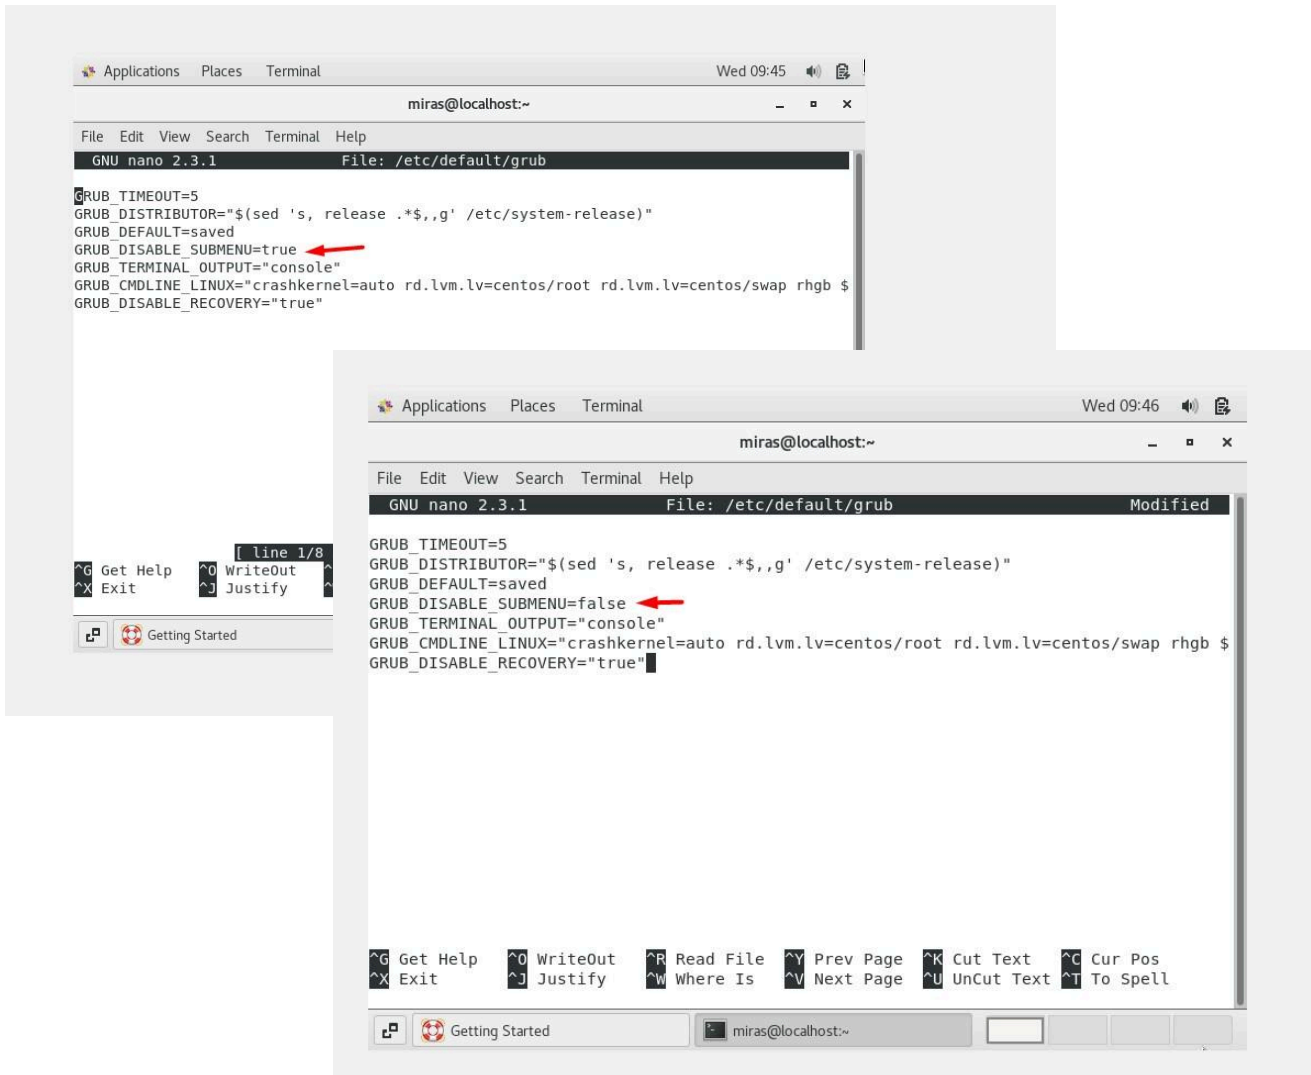 Applications Places Terminal Wed 09:45
miras@localhost:~
File Edit View Search Terminal Help
GNU nano 2.3.1 File: /etc/default/grub
GRUB_TIMEOUT=5
GRUB_DISTRIBUTOR="$(sed 's, release .*$,,g' /etc/system-release)"
GRUB_DEFAULT=saved
GRUB_DISABLE_SUBMENU=true
GRUB_TERMINAL_OUTPUT="console"
GRUB_CMDLINE_LINUX="crashkernel=auto rd.lvm.lv=centos/root rd.lvm.lv=centos/swap rhgb $
GRUB_DISABLE_RECOVERY="true"
[ line 1/8
^G Get Help ^O WriteOut ^
^X Exit ^J Justify ^
Getting Started
Applications Places Terminal Wed 09:46
miras@localhost:~
File Edit View Search Terminal Help
GNU nano 2.3.1 File: /etc/default/grub Modified
GRUB_TIMEOUT=5
GRUB_DISTRIBUTOR="$(sed 's, release .*$,,g' /etc/system-release)"
GRUB_DEFAULT=saved
GRUB_DISABLE_SUBMENU=false
GRUB_TERMINAL_OUTPUT="console"
GRUB_CMDLINE_LINUX="crashkernel=auto rd.lvm.lv=centos/root rd.lvm.lv=centos/swap rhgb $
GRUB_DISABLE_RECOVERY="true"
^G Get Help ^O WriteOut ^R Read File ^Y Prev Page ^K Cut Text ^C Cur Pos
^X Exit ^J Justify ^W Where Is ^V Next Page ^U UnCut Text ^T To Spell
Getting Started miras@localhost:~